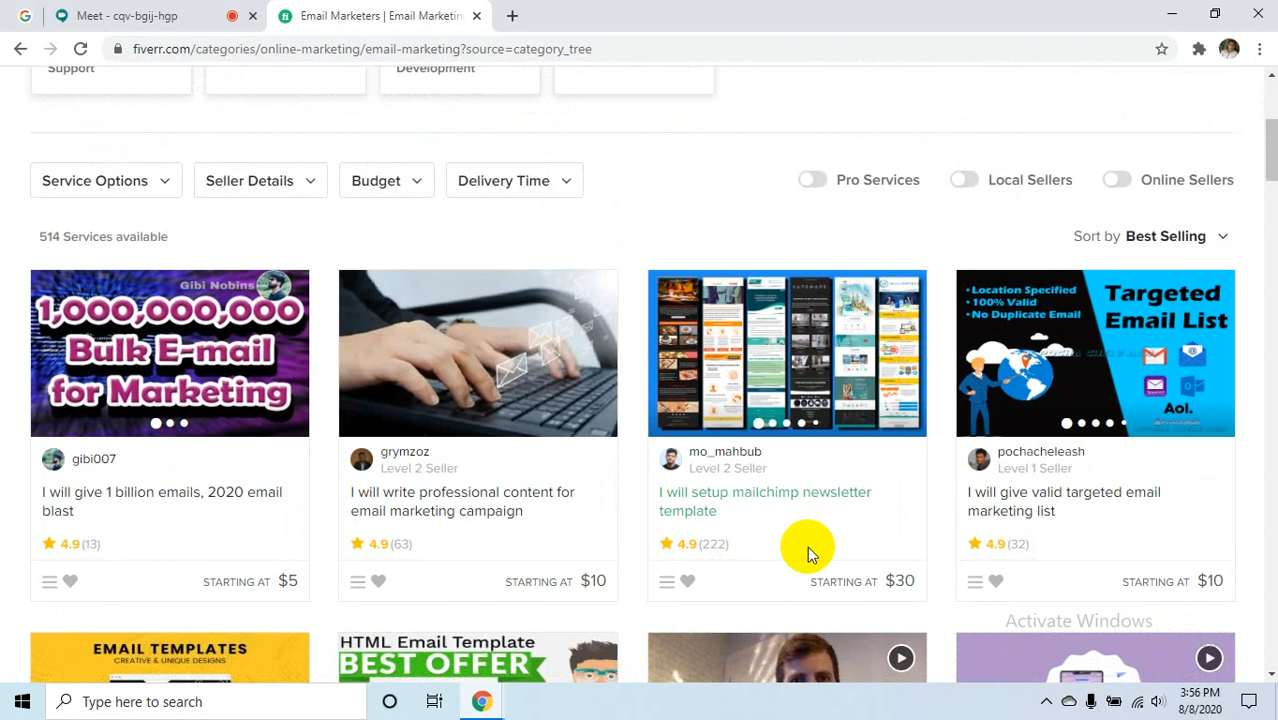 Meet - cqv-bgij-hgp
Email Marketers | Email Marketin
fiverr.com/categories/online-marketing/email-marketing?source=category_tree
Support
Development
Service Options
Seller Details
Budget
Delivery Time
Pro Services
Local Sellers
Online Sellers
514 Services available
Sort by Best Selling
Gibi Nobins
1,000,000,000
Bulk E-mail
for Marketing
• Location Specified
• 100% Valid
• No Duplicate Email
Targeted
Email List
Aol.
gibi007
grymzoz
Level 2 Seller
mo_mahbub
Level 2 Seller
pochacheleash
Level 1 Seller
I will give 1 billion emails, 2020 email
blast
I will write professional content for
email marketing campaign
I will setup mailchimp newsletter
template
I will give valid targeted email
marketing list
4.9 (13)
4.9 (63)
4.9 (222)
4.9 (32)
STARTING AT $5
STARTING AT $10
STARTING AT $30
STARTING AT $10
Activate Windows
EMAIL TEMPLATES
CREATIVE & UNIQUE DESIGNS
HTML Email Template
BEST OFFER
Type here to search
3:56 PM
8/8/2020